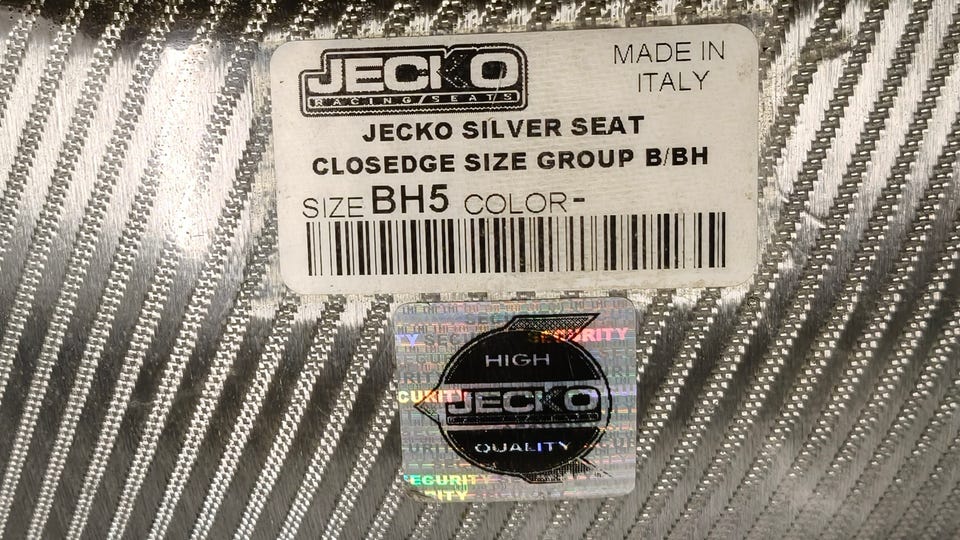 JECKO
RACING/SEATS
MADE IN
ITALY
JECKO SILVER SEAT
CLOSEDGE SIZE GROUP B/BH
SIZE BH5 COLOR-
SECURITY
HIGH
JECKO
QUALITY